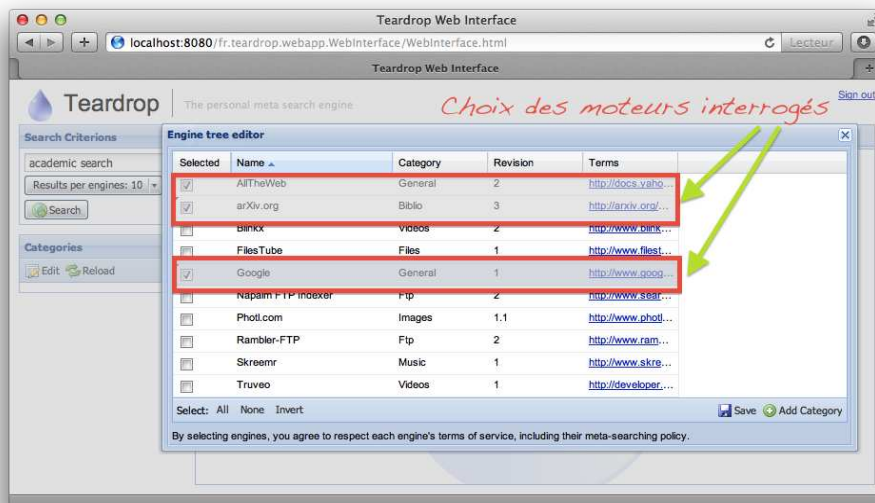 Teardrop Web Interface
localhost:8080/fr.teardrop.webapp.WebInterface/WebInterface.html
Lecteur
Teardrop Web Interface
Teardrop
The personal meta search engine
Choix des moteurs interrogés
Sign out
Search Criterions
Engine tree editor
academic search
Results per engines: 10
Search
Categories
Edit Reload
Selected Name Category Revision Terms
AllTheWeb General 2 http://docs.yaho...
arXiv.org Biblio 3 http://arxiv.org/...
Blinkx Videos 2 http://www.blink...
FilesTube Files 1 http://www.filest...
Google General 1 http://www.goog...
Napalm FTP Indexer Ftp 2 http://www.sear...
Photl.com Images 1.1 http://www.photl...
Rambler-FTP Ftp 2 http://www.ram...
Skreemr Music 1 http://www.skre...
Truveo Videos 1 http://developer....
Select: All None Invert
Save Add Category
By selecting engines, you agree to respect each engine's terms of service, including their meta-searching policy.